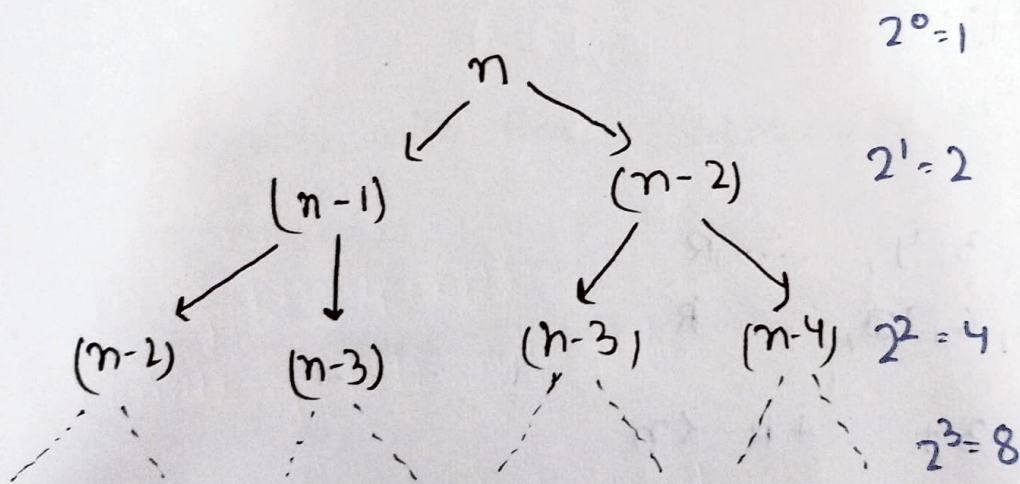 2⁰=1
n
2¹=2
(n-1) (n-2)
(n-2) (n-3) (n-3) (n-4) 2²=4
2³=8